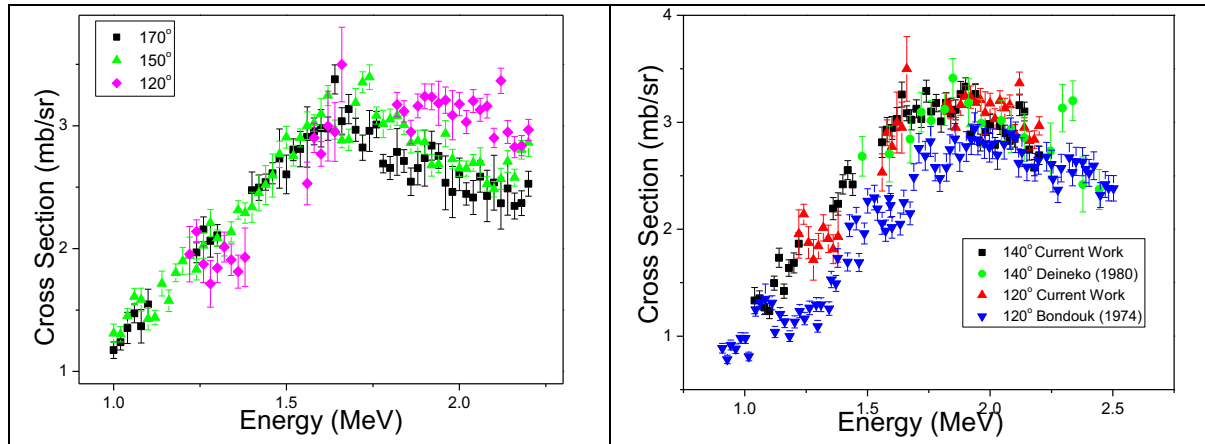 170°
150°
120°
3
2
1
1.0
1.5
2.0
Cross Section (mb/sr)
Energy (MeV)
4
3
2
1
0
1.0
1.5
2.0
2.5
Cross Section (mb/sr)
Energy (MeV)
140° Current Work
140° Deineko (1980)
120° Current Work
120° Bondouk (1974)